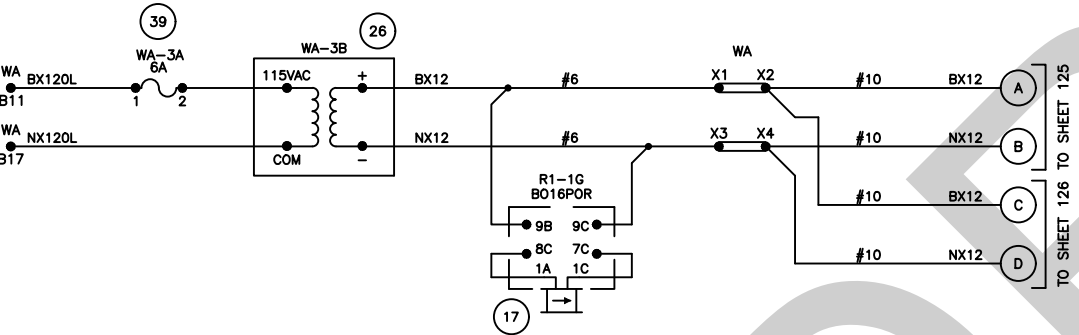 39
26
WA-3A
6A
WA-3B
WA
WA
BX120L
1
2
115VAC
+
BX12
#6
X1
X2
#10
BX12
A
B11
WA
NX120L
COM
-
NX12
#6
X3
X4
#10
NX12
B
B17
TO SHEET 125
R1-1G
BO16POR
9B
9C
#10
BX12
C
8C
7C
1A
1C
#10
NX12
D
TO SHEET 126
17